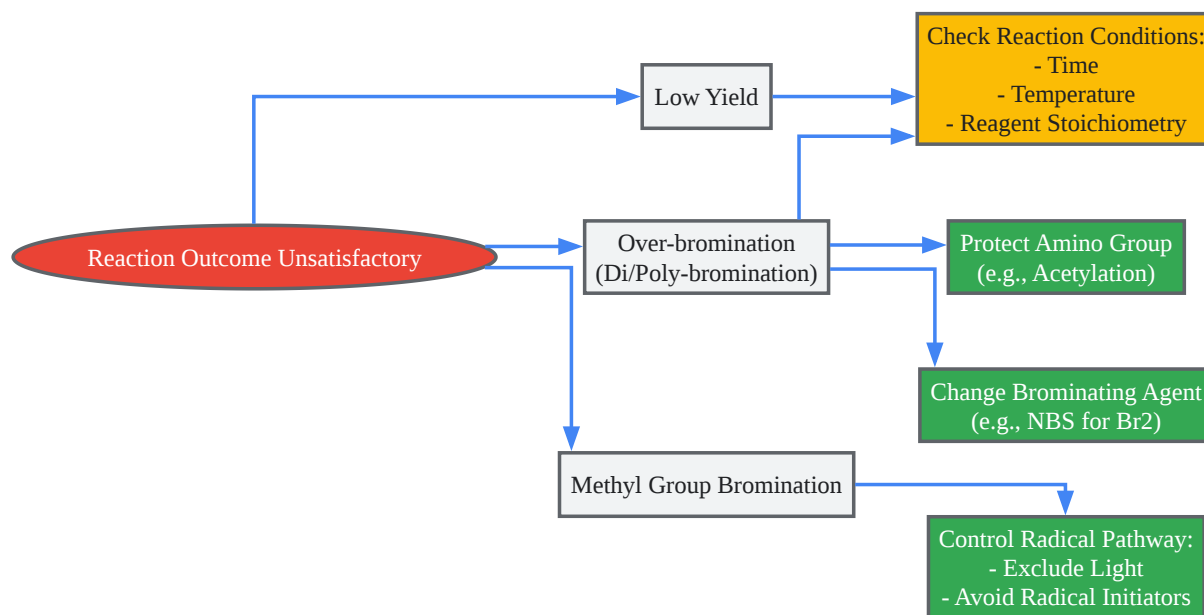 Check Reaction Conditions:
- Time
- Temperature
- Reagent Stoichiometry
Low Yield
Reaction Outcome Unsatisfactory
Over-bromination
(Di/Poly-bromination)
Protect Amino Group
(e.g., Acetylation)
Change Brominating Agent
(e.g., NBS for Br2)
Methyl Group Bromination
Control Radical Pathway:
- Exclude Light
- Avoid Radical Initiators